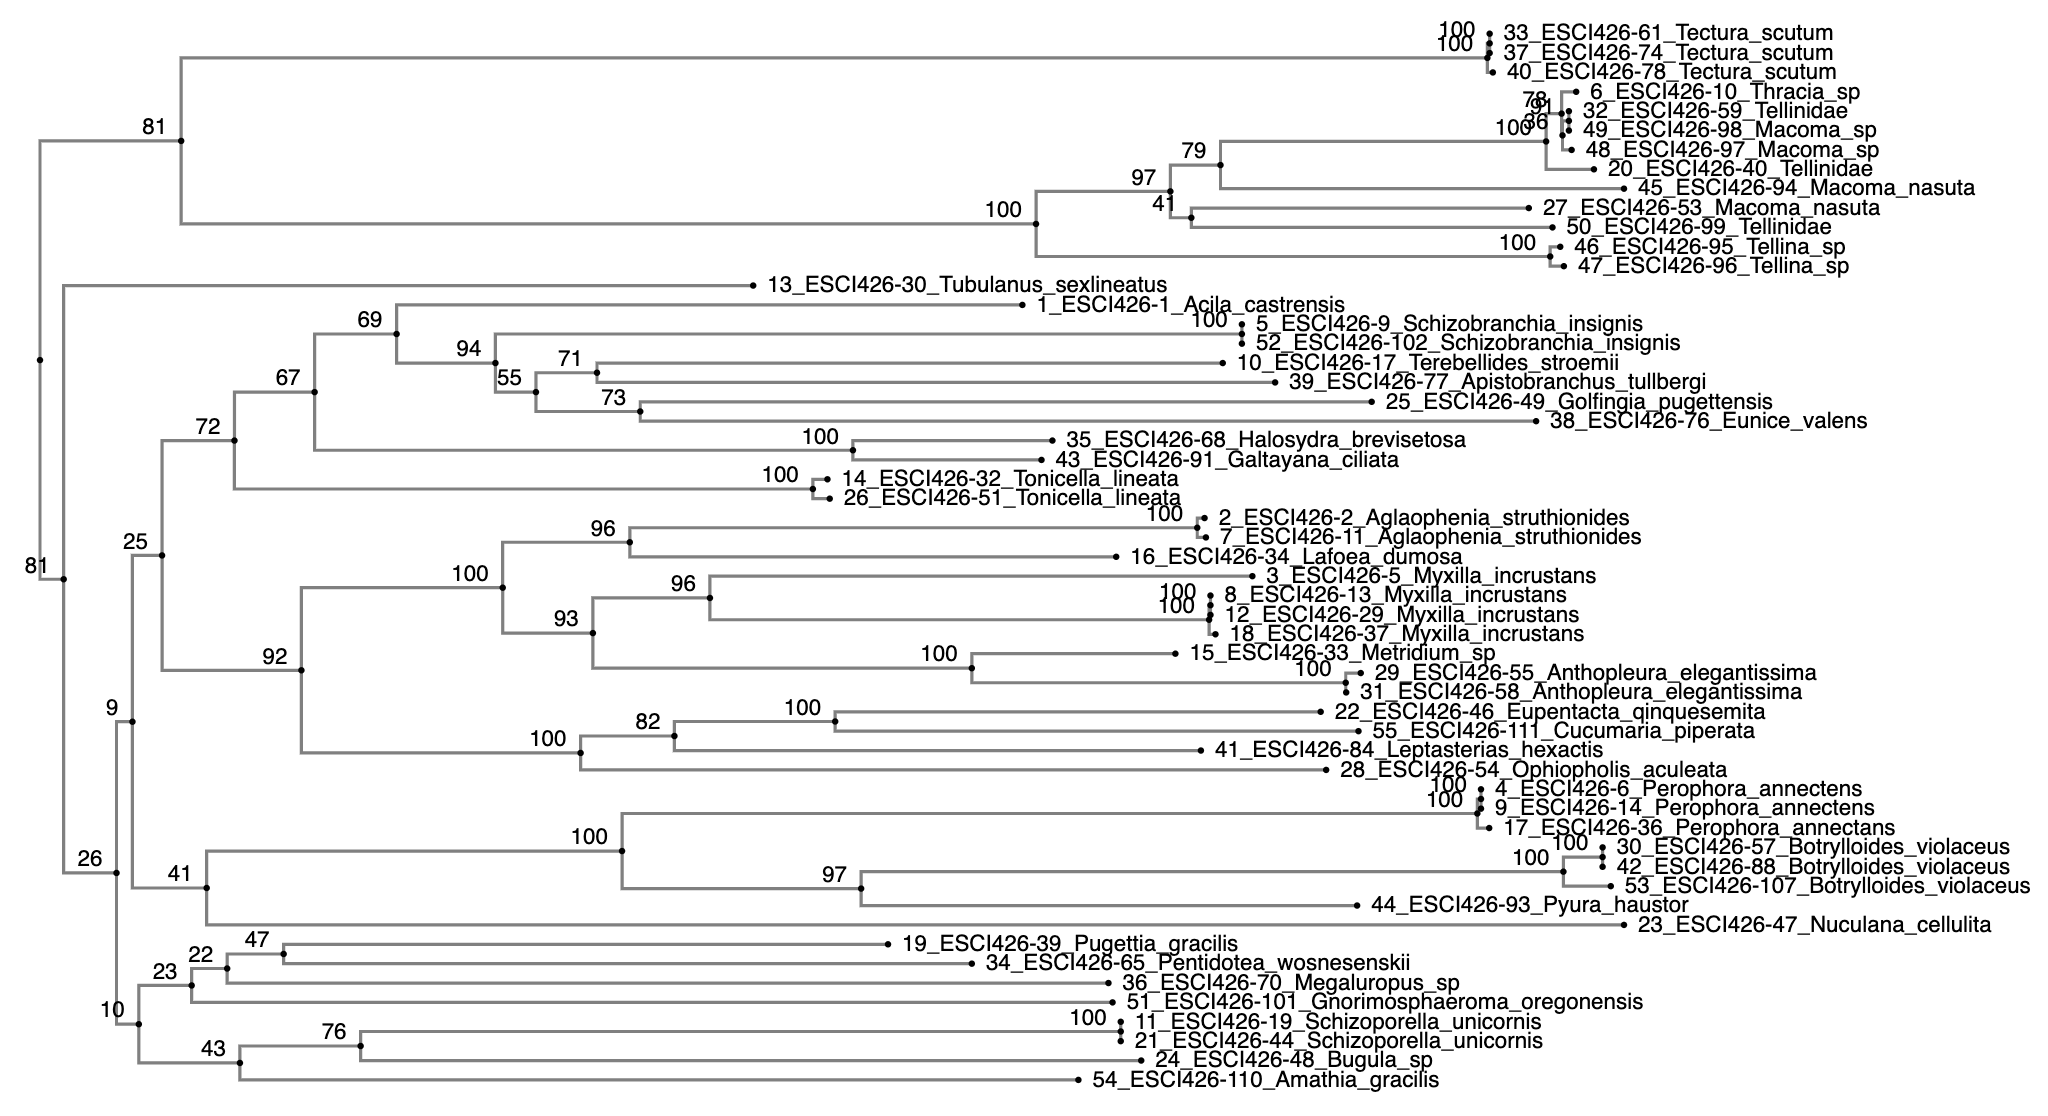 100 33_ESCI426-61_Tectura_scutum
100 37_ESCI426-74_Tectura_scutum
40_ESCI426-78_Tectura_scutum
78 6_ESCI426-10_Thracia_sp
91 32_ESCI426-59_Tellinidae
81 100 36 49_ESCI426-98_Macoma_sp
79 48_ESCI426-97_Macoma_sp
20_ESCI426-40_Tellinidae
97 45_ESCI426-94_Macoma_nasuta
100 41 27_ESCI426-53_Macoma_nasuta
50_ESCI426-99_Tellinidae
100 46_ESCI426-95_Tellina_sp
47_ESCI426-96_Tellina_sp
13_ESCI426-30_Tubulanus_sexlineatus
1_ESCI426-1_Acila_castrensis
69 100 5_ESCI426-9_Schizobranchia_insignis
94 52_ESCI426-102_Schizobranchia_insignis
71 10_ESCI426-17_Terebellides_stroemii
67 55 39_ESCI426-77_Apistobranchus_tullbergi
73 25_ESCI426-49_Golfingia_pugettensis
72 38_ESCI426-76_Eunice_valens
100 35_ESCI426-68_Halosydra_brevisetosa
43_ESCI426-91_Galtayana_ciliata
100 14_ESCI426-32_Tonicella_lineata
26_ESCI426-51_Tonicella_lineata
100 2_ESCI426-2_Aglaophenia_struthionides
25 96 7_ESCI426-11_Aglaophenia_struthionides
81 16_ESCI426-34_Lafoea_dumosa
100 96 3_ESCI426-5_Myxilla_incrustans
100 8_ESCI426-13_Myxilla_incrustans
93 100 12_ESCI426-29_Myxilla_incrustans
18_ESCI426-37_Myxilla_incrustans
92 100 15_ESCI426-33_Metridium_sp
100 29_ESCI426-55_Anthopleura_elegantissima
31_ESCI426-58_Anthopleura_elegantissima
9 82 100 22_ESCI426-46_Eupentacta_qinquesemita
100 55_ESCI426-111_Cucumaria_piperata
41_ESCI426-84_Leptasterias_hexactis
28_ESCI426-54_Ophiopholis_aculeata
100 4_ESCI426-6_Perophora_annectens
100 9_ESCI426-14_Perophora_annectens
100 17_ESCI426-36_Perophora_annectans
100 30_ESCI426-57_Botrylloides_violaceus
26 100 42_ESCI426-88_Botrylloides_violaceus
41 97 53_ESCI426-107_Botrylloides_violaceus
44_ESCI426-93_Pyura_haustor
23_ESCI426-47_Nuculana_cellulita
47 19_ESCI426-39_Pugettia_gracilis
22 34_ESCI426-65_Pentidotea_wosnesenskii
23 36_ESCI426-70_Megaluropus_sp
10 51_ESCI426-101_Gnorimosphaeroma_oregonensis
100 11_ESCI426-19_Schizoporella_unicornis
76 21_ESCI426-44_Schizoporella_unicornis
43 24_ESCI426-48_Bugula_sp
54_ESCI426-110_Amathia_gracilis